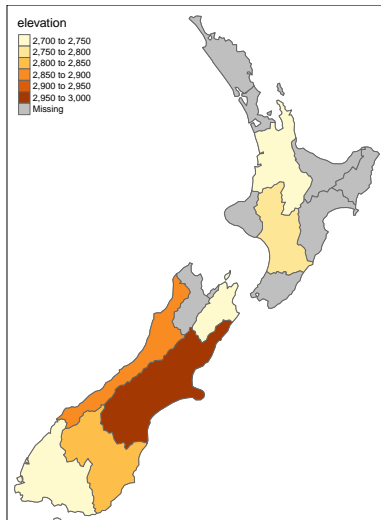 elevation
2,700 to 2,750
2,750 to 2,800
2,800 to 2,850
2,850 to 2,900
2,900 to 2,950
2,950 to 3,000
Missing